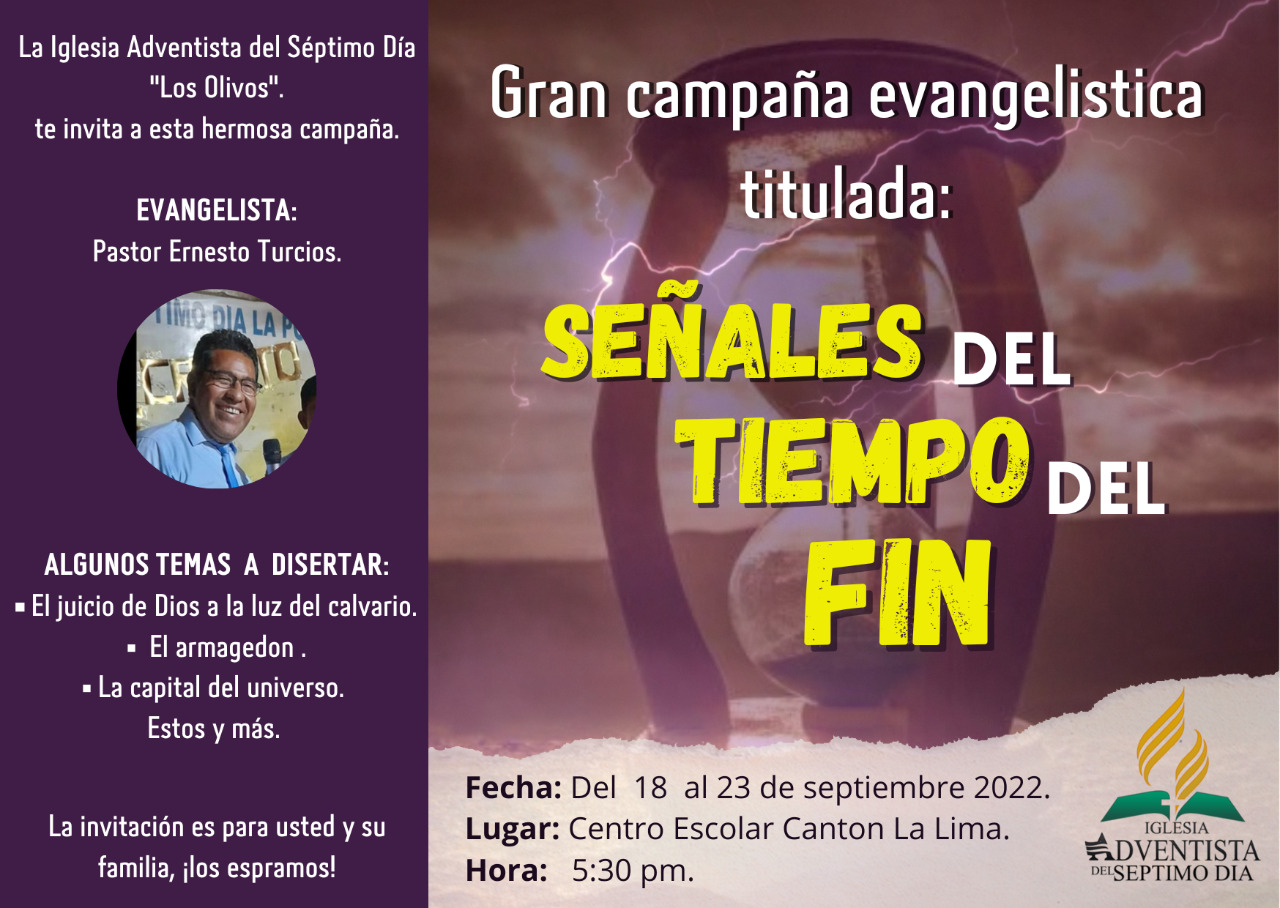 La Iglesia Adventista del Séptimo Día
"Los Olivos".
te invita a esta hermosa campaña.
EVANGELISTA:
Pastor Ernesto Turcios.
TIMO DIA LA PO
ALGUNOS TEMAS A DISERTAR:
▪ El juicio de Dios a la luz del calvario.
▪ El armagedon .
▪ La capital del universo.
Estos y más.
La invitación es para usted y su
familia, ¡los espramos!
Gran campaña evangelistica
titulada:
SEÑALES DEL
TIEMPO DEL
FIN
Fecha: Del 18 al 23 de septiembre 2022.
Lugar: Centro Escolar Canton La Lima.
Hora: 5:30 pm.
IGLESIA
ADVENTISTA
DEL SEPTIMO DIA